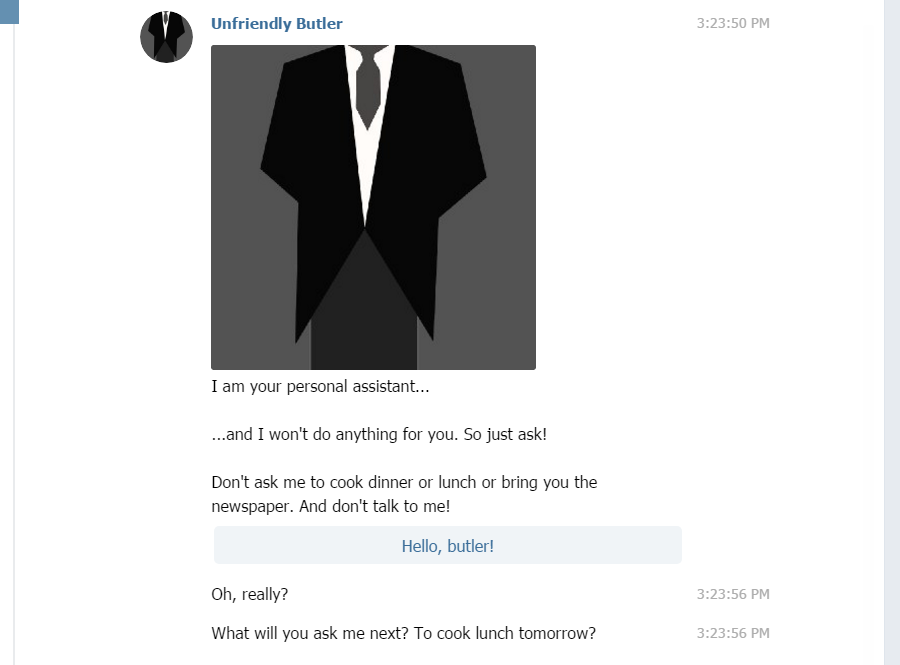 Unfriendly Butler 3:23:50 PM
I am your personal assistant...
...and I won't do anything for you. So just ask!
Don't ask me to cook dinner or lunch or bring you the
newspaper. And don't talk to me!
Hello, butler!
Oh, really? 3:23:56 PM
What will you ask me next? To cook lunch tomorrow? 3:23:56 PM